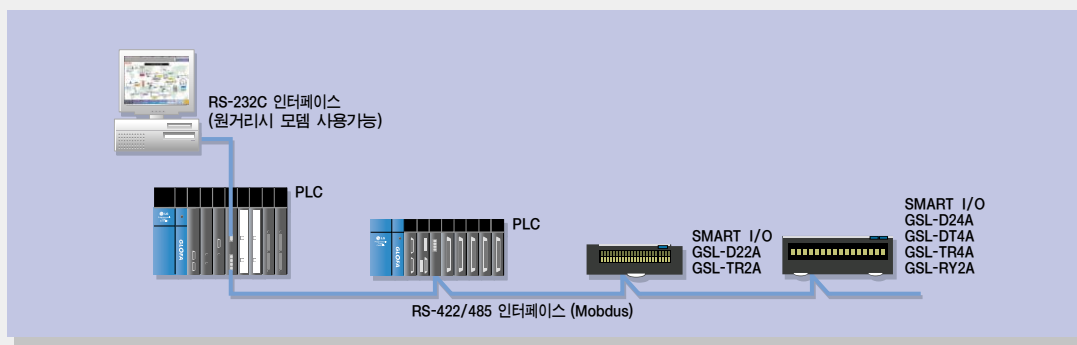 RS-232C 인터페이스
(원거리시 모뎀 사용가능)
PLC
GLOFA
PLC
GLOFA
SMART I/O
GSL-D22A
GSL-TR2A
SMART I/O
GSL-D24A
GSL-DT4A
GSL-TR4A
GSL-RY2A
RS-422/485 인터페이스 (Mobdus)